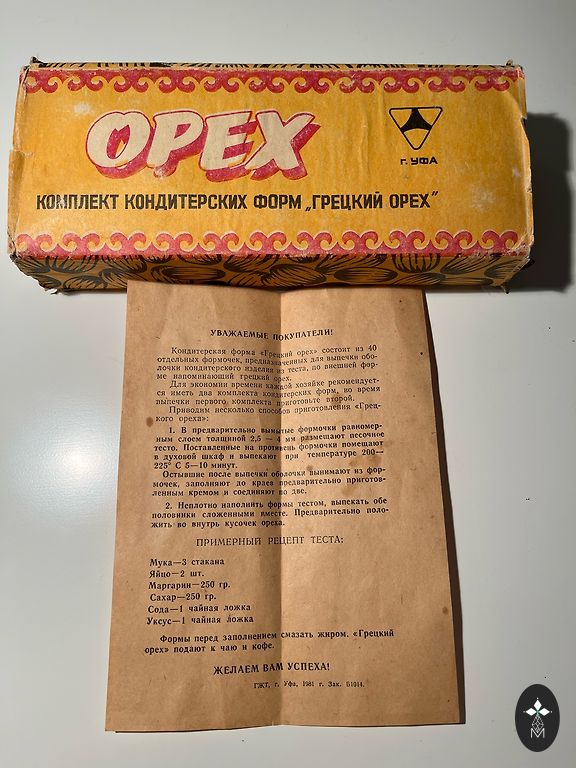 ОРЕХ
г. УФА
КОМПЛЕКТ КОНДИТЕРСКИХ ФОРМ „ГРЕЦКИЙ ОРЕХ"
УВАЖАЕМЫЕ ПОКУПАТЕЛИ!
Кондитерская форма «Грецкий орех» состоит из 40
отдельных формочек, предназначенных для выпечки обо-
лочки кондитерского изделия из теста, по внешней фор-
ме напоминающий грецкий орех.
Для экономии времени каждой хозяйке рекомендует-
ся иметь два комплекта кондитерских форм, во время
выпечки первого комплекта приготовьте второй.
Приводим несколько способов приготовления «Грец-
кого ореха»:
1. В предварительно вымытые формочки равномер-
ным слоем толщиной 2,5 — 4 мм размещают песочное
тесто. Поставленные на противень формочки помещают
в духовой шкаф и выпекают при температуре 200—
225° С 5—10 минут.
Остывшие после выпечки оболочки вынимают из фор-
мочек, заполняют до краев предварительно приготов-
ленным кремом и соединяют по две.
2. Неплотно наполнить формы тестом, выпекать обе
половинки сложенными вместе. Предварительно поло-
жить во внутрь кусочек ореха.
ПРИМЕРНЫЙ РЕЦЕПТ ТЕСТА:
Мука—3 стакана
Яйцо—2 шт.
Маргарин—250 гр.
Сахар—250 гр.
Сода—1 чайная ложка
Уксус—1 чайная ложка
Формы перед заполнением смазать жиром. «Грецкий
орех» подают к чаю и кофе.
ЖЕЛАЕМ ВАМ УСПЕХА!
ГЖТ, г. Уфа, 1981 г. Зак. Б1014.
М